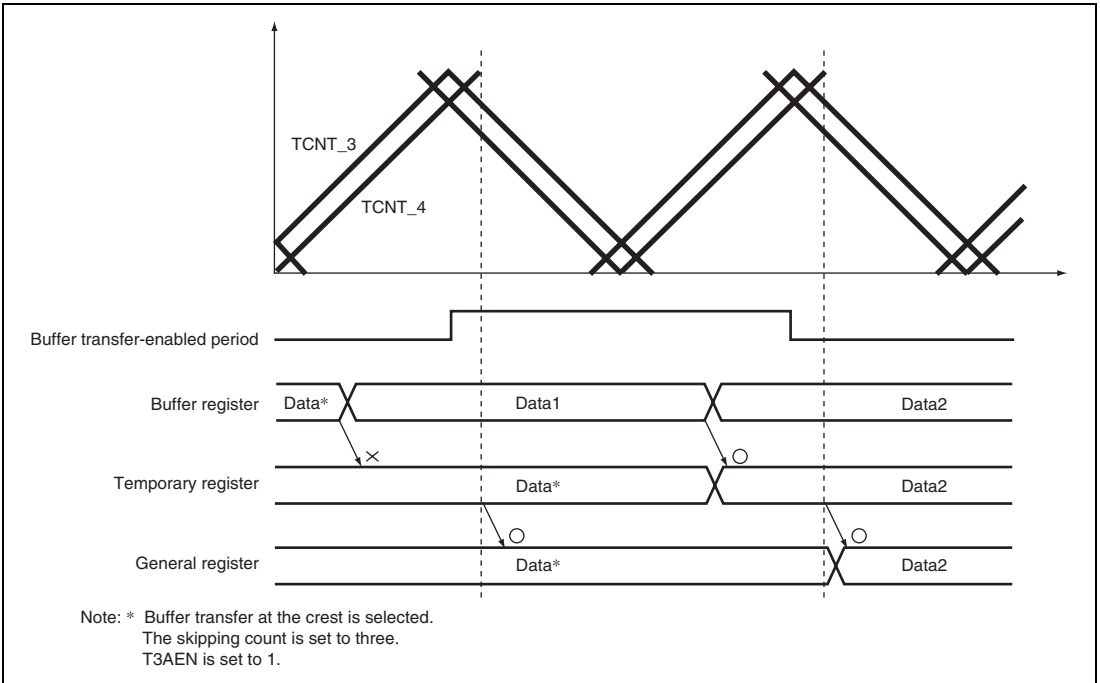 TCNT_3
TCNT_4
Buffer transfer-enabled period
Buffer register
Data*
Data1
Data2
Temporary register
Data*
Data2
General register
Data*
Data2
Note: * Buffer transfer at the crest is selected.
The skipping count is set to three.
T3AEN is set to 1.